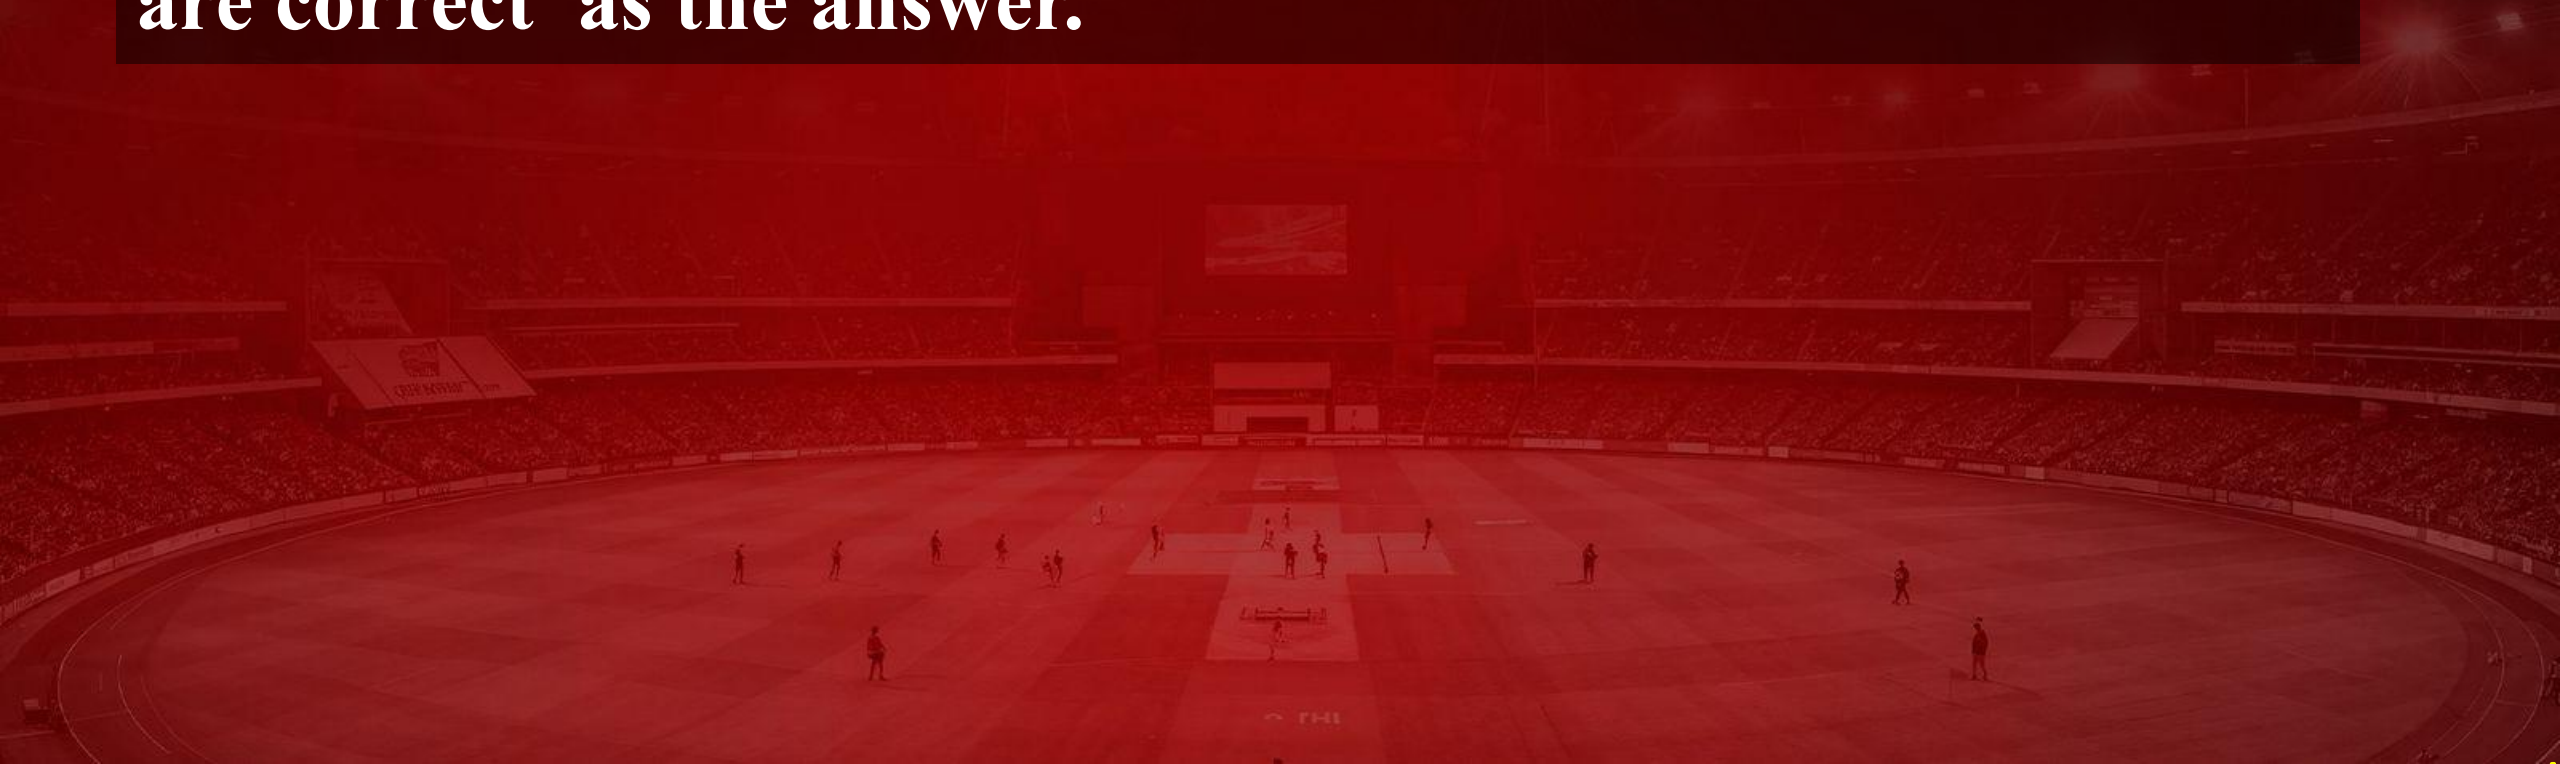 are correct' as the answer.